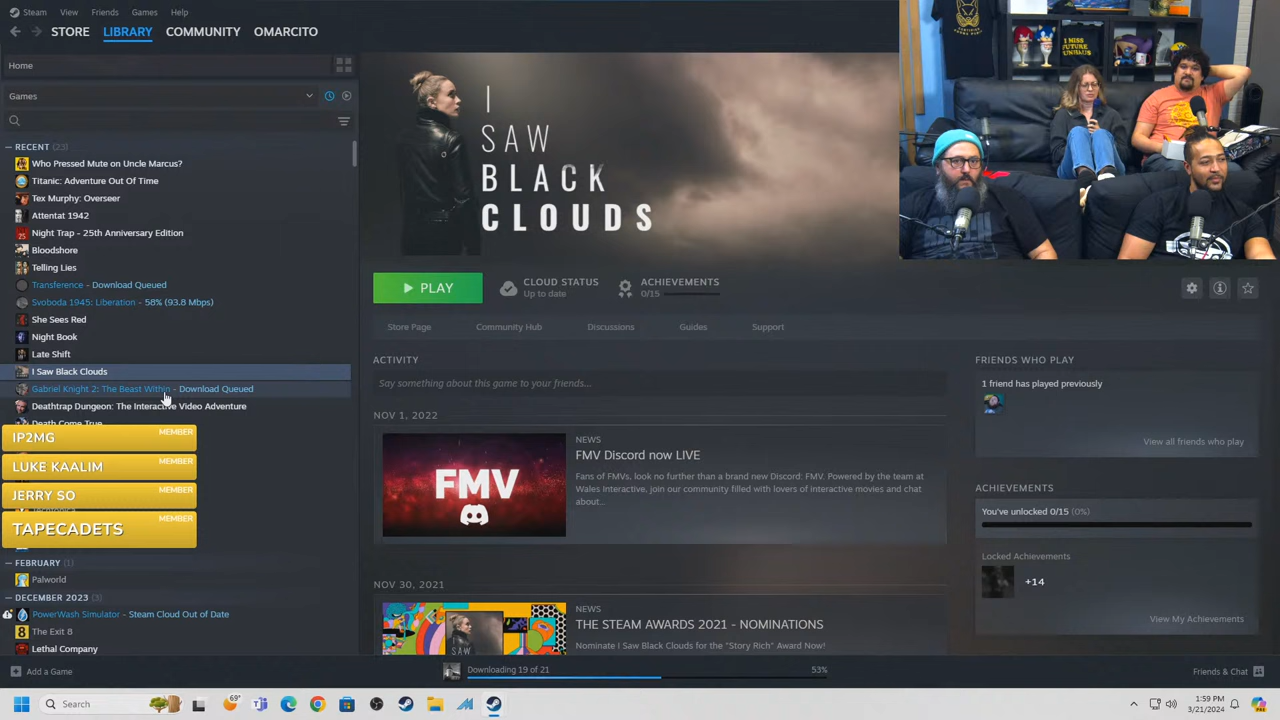 Steam View Friends Games Help
STORE LIBRARY COMMUNITY OMARCITO
Home
Games
RECENT (23)
Who Pressed Mute on Uncle Marcus?
Titanic: Adventure Out Of Time
Tex Murphy: Overseer
Attentat 1942
Night Trap - 25th Anniversary Edition
Bloodshore
Telling Lies
Transference - Download Queued
Svoboda 1945: Liberation - 58% (93.8 Mbps)
She Sees Red
Night Book
Late Shift
I Saw Black Clouds
Gabriel Knight 2: The Beast Within - Download Queued
Deathtrap Dungeon: The Interactive Video Adventure
Death Come True
IP2MG MEMBER
LUKE KAALIM MEMBER
JERRY SO MEMBER
TAPECADETS MEMBER
FEBRUARY (1)
Palworld
DECEMBER 2023 (3)
PowerWash Simulator - Steam Cloud Out of Date
The Exit 8
Lethal Company
Add a Game
I
SAW
BLACK
CLOUDS
PLAY
CLOUD STATUS
Up to date
ACHIEVEMENTS
0/15
Store Page Community Hub Discussions Guides Support
ACTIVITY
Say something about this game to your friends...
NOV 1, 2022
FMV
NEWS
FMV Discord now LIVE
Fans of FMVs, look no further than a brand new Discord: FMV. Powered by the team at
Wales Interactive, join our community filled with lovers of interactive movies and chat
about...
NOV 30, 2021
NEWS
THE STEAM AWARDS 2021 - NOMINATIONS
Nominate I Saw Black Clouds for the "Story Rich" Award Now!
FRIENDS WHO PLAY
1 friend has played previously
View all friends who play
ACHIEVEMENTS
You've unlocked 0/15 (0%)
Locked Achievements
+14
View My Achievements
I MISS
FUTURE
Downloading 19 of 21 53%
Friends & Chat
Search
69°
1:59 PM
3/21/2024